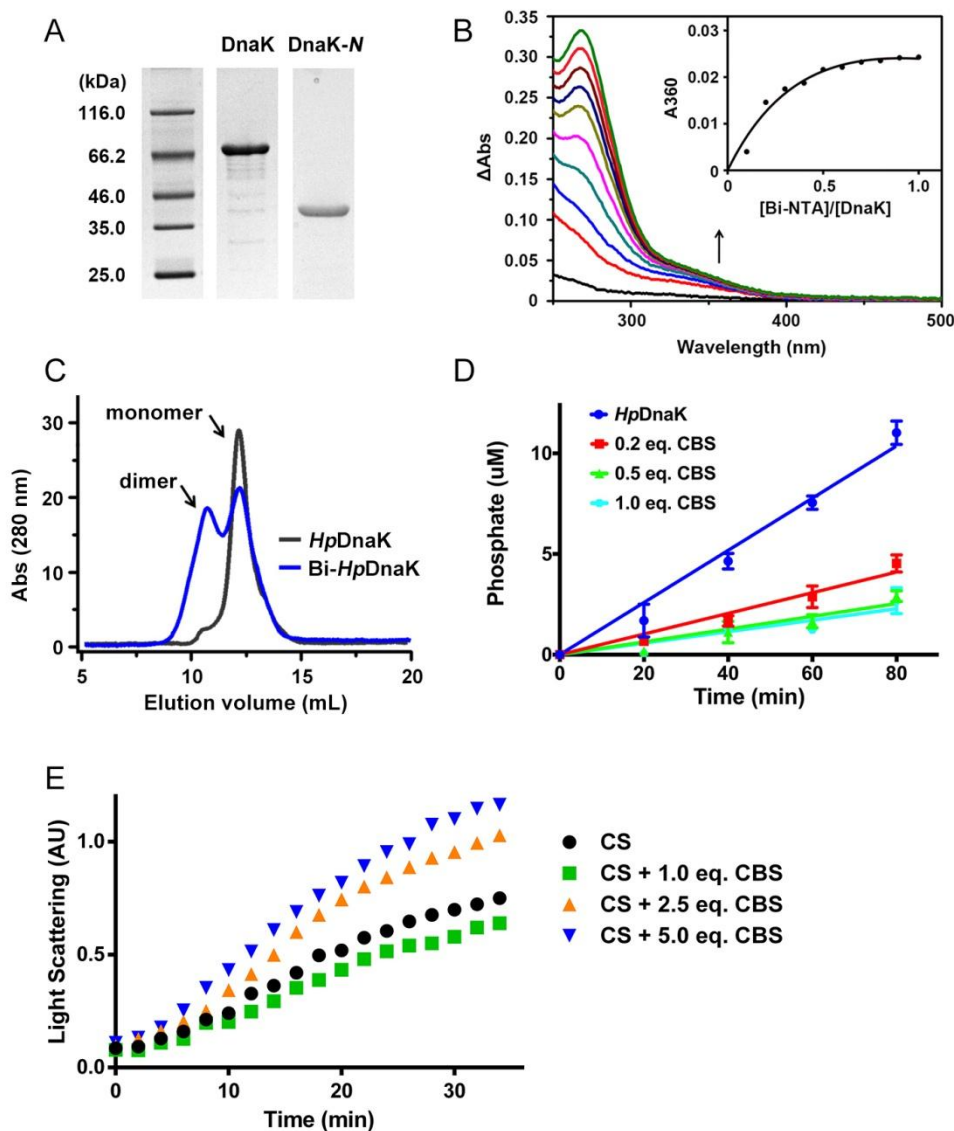 A
DnaK DnaK-N
(kDa)
116.0
66.2
46.0
35.0
25.0
B
ΔAbs
0.35
0.30
0.25
0.20
0.15
0.10
0.05
0
300 400 500
Wavelength (nm)
A360
0.03
0.02
0.01
0
0 0.5 1.0
[Bi-NTA]/[DnaK]
C
Abs (280 nm)
30
20
10
0
monomer
dimer
HpDnaK
Bi-HpDnaK
5 10 15 20
Elution volume (mL)
D
Phosphate (uM)
10
5
0
HpDnaK
0.2 eq. CBS
0.5 eq. CBS
1.0 eq. CBS
0 20 40 60 80
Time (min)
E
Light Scattering (AU)
1.0
0.5
0.0
0 10 20 30
Time (min)
CS
CS + 1.0 eq. CBS
CS + 2.5 eq. CBS
CS + 5.0 eq. CBS